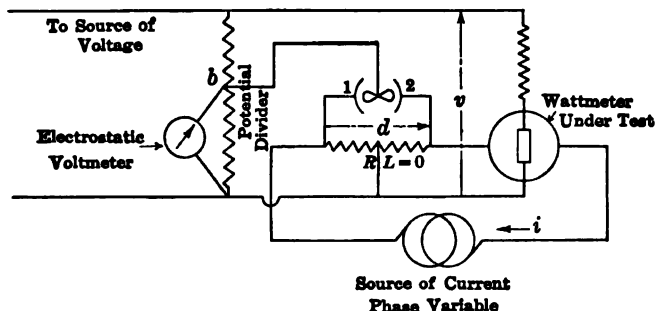 To Source of
Voltage
b
Potential
Divider
1
2
v
d
R L=0
Wattmeter
Under Test
Electrostatic
Voltmeter
i
Source of Current
Phase Variable